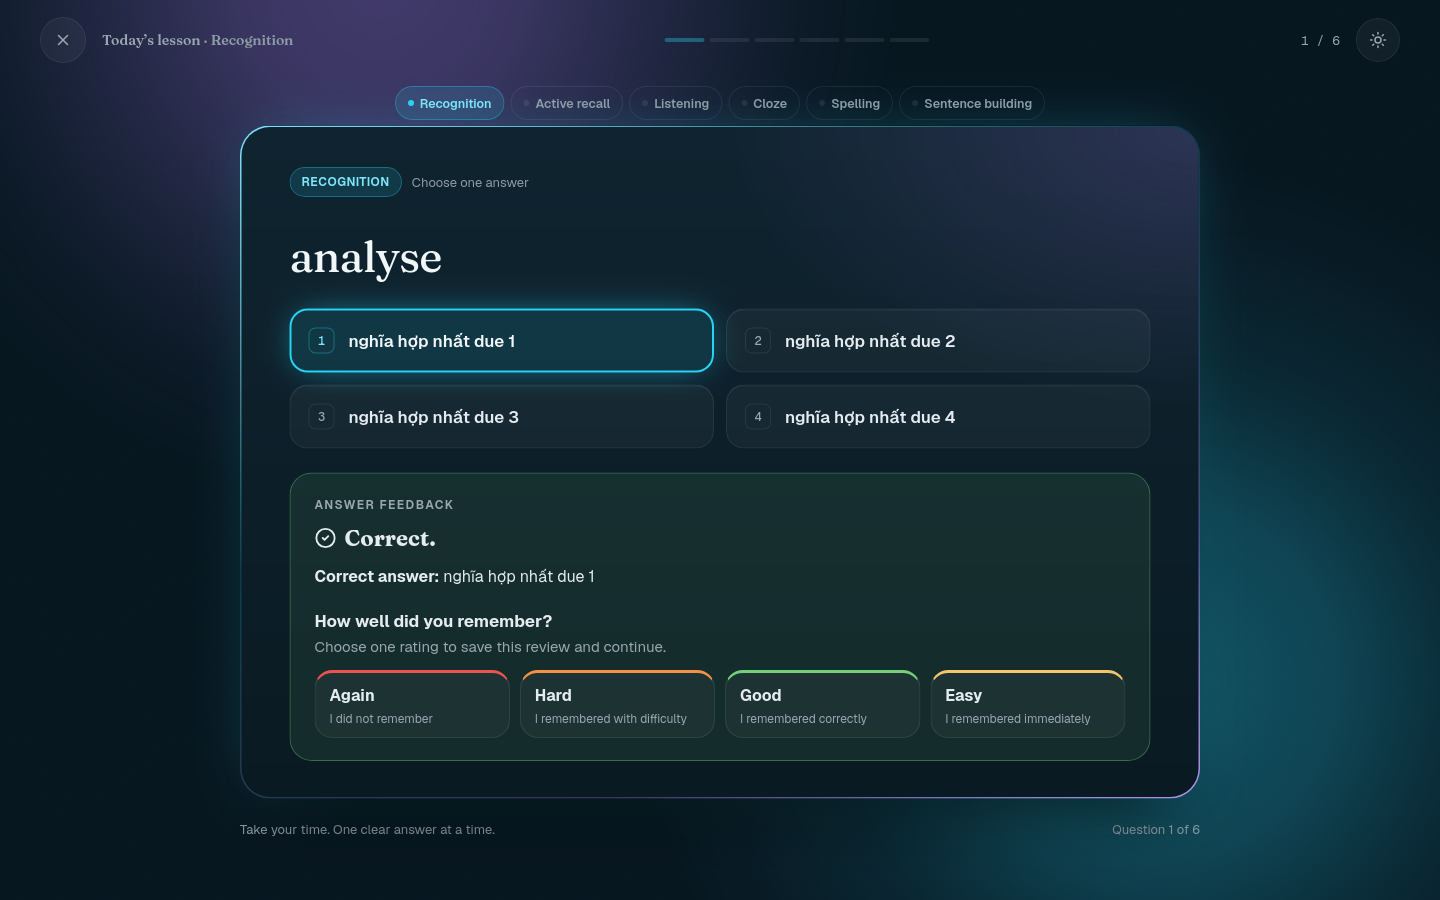 Today's lesson · Recognition
1 / 6
Recognition
Active recall
Listening
Cloze
Spelling
Sentence building
RECOGNITION
Choose one answer
analyse
1 nghĩa hợp nhất due 1
2 nghĩa hợp nhất due 2
3 nghĩa hợp nhất due 3
4 nghĩa hợp nhất due 4
ANSWER FEEDBACK
Correct.
Correct answer: nghĩa hợp nhất due 1
How well did you remember?
Choose one rating to save this review and continue.
Again
I did not remember
Hard
I remembered with difficulty
Good
I remembered correctly
Easy
I remembered immediately
Take your time. One clear answer at a time.
Question 1 of 6